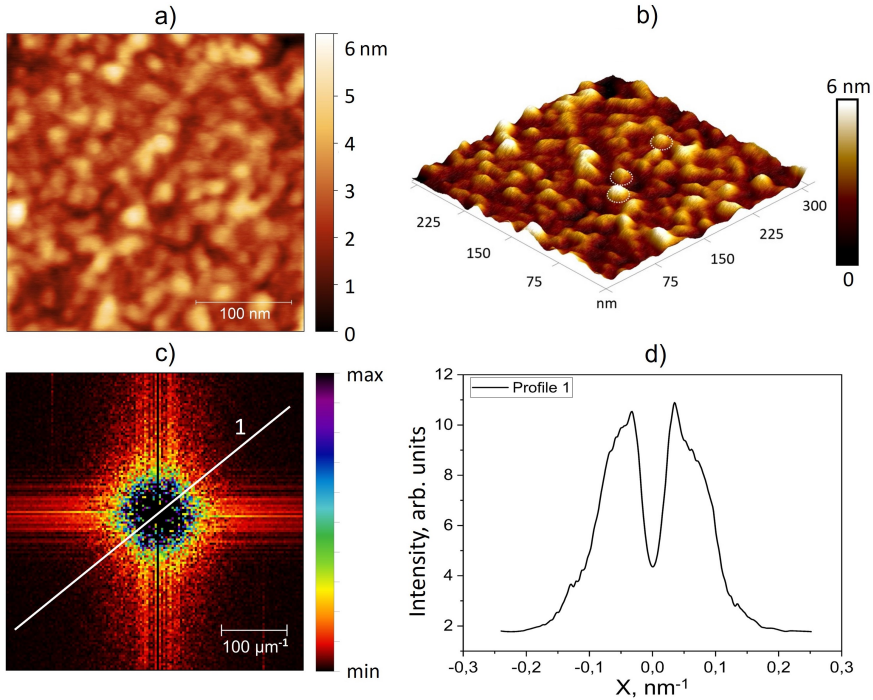 a)
6 nm
5
4
3
2
1
0
100 nm
b)
6 nm
0
225
150
75
nm
75
150
225
300
c)
1
100 µm-1
max
min
d)
12
10
8
6
4
2
Profile 1
Intensity, arb. units
-0,3 -0,2 -0,1 0,0 0,1 0,2 0,3
X, nm-1